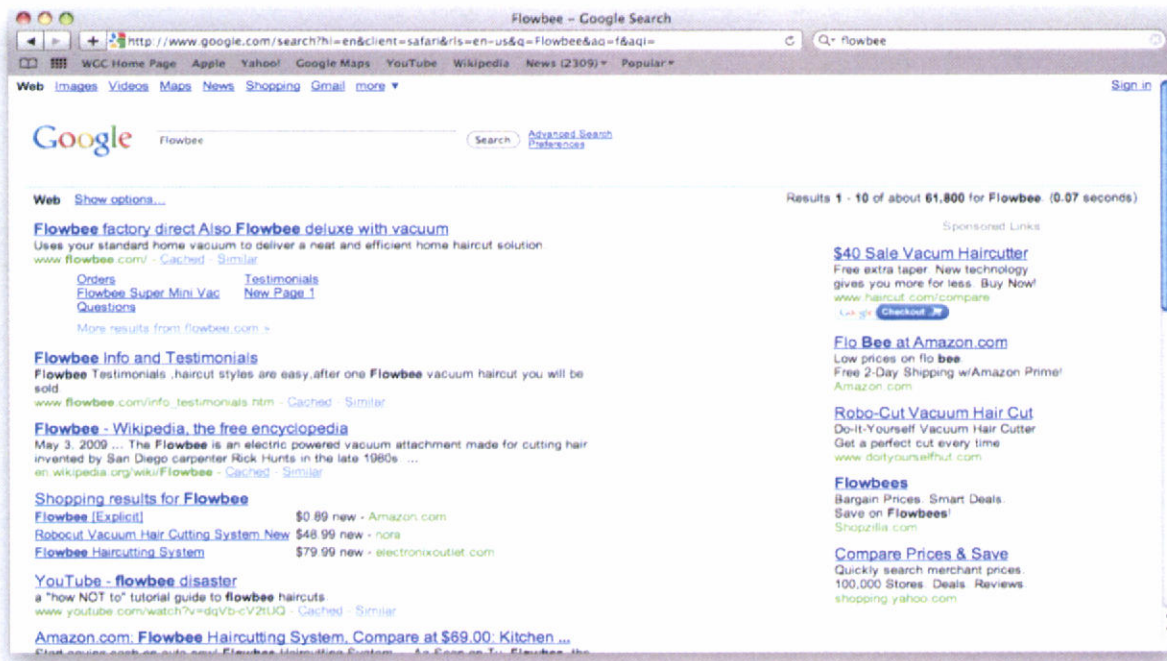 Flowbee – Google Search
http://www.google.com/search?hl=en&client=safari&rls=en-us&q=Flowbee&aq=f&aqi=
flowbee
WCC Home Page Apple Yahoo! Google Maps YouTube Wikipedia News (2309) Popular
Web Images Videos Maps News Shopping Gmail more ▼
Sign in
Google
Flowbee
Search
Advanced Search
Preferences
Web Show options...
Results 1 - 10 of about 61,800 for Flowbee. (0.07 seconds)
Flowbee factory direct Also Flowbee deluxe with vacuum
Uses your standard home vacuum to deliver a neat and efficient home haircut solution.
www.flowbee.com/ - Cached - Similar
Orders Testimonials
Flowbee Super Mini Vac New Page 1
Questions
More results from flowbee.com »
Flowbee Info and Testimonials
Flowbee Testimonials ,haircut styles are easy,after one Flowbee vacuum haircut you will be
sold.
www.flowbee.com/info_testimonials.htm - Cached - Similar
Flowbee - Wikipedia, the free encyclopedia
May 3, 2009 ... The Flowbee is an electric powered vacuum attachment made for cutting hair
invented by San Diego carpenter Rick Hunts in the late 1980s. ...
en.wikipedia.org/wiki/Flowbee - Cached - Similar
Shopping results for Flowbee
Flowbee [Explicit] $0.89 new - Amazon.com
Robocut Vacuum Hair Cutting System New $48.99 new - nora
Flowbee Haircutting System $79.99 new - electronixoutlet.com
YouTube - flowbee disaster
a "how NOT to" tutorial guide to flowbee haircuts.
www.youtube.com/watch?v=dqVb-cV2tUQ - Cached - Similar
Amazon.com: Flowbee Haircutting System, Compare at $69.00: Kitchen ...
Sponsored Links
$40 Sale Vacum Haircutter
Free extra taper. New technology
gives you more for less. Buy Now!
www.haircut.com/compare
Google Checkout
Flo Bee at Amazon.com
Low prices on flo bee.
Free 2-Day Shipping w/Amazon Prime!
Amazon.com
Robo-Cut Vacuum Hair Cut
Do-It-Yourself Vacuum Hair Cutter
Get a perfect cut every time
www.doityourselfhut.com
Flowbees
Bargain Prices. Smart Deals.
Save on Flowbees!
Shopzilla.com
Compare Prices & Save
Quickly search merchant prices.
100,000 Stores. Deals. Reviews.
shopping.yahoo.com